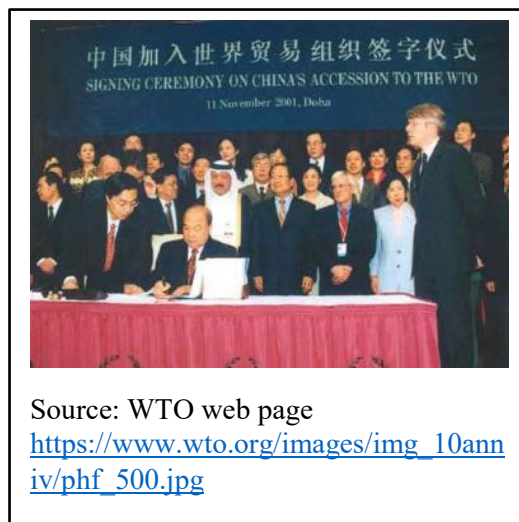 中国加入世界贸易组织签字仪式
SIGNING CEREMONY ON CHINA'S ACCESSION TO THE WTO
11 November 2001, Doha
Source: WTO web page
https://www.wto.org/images/img_10ann
iv/phf_500.jpg